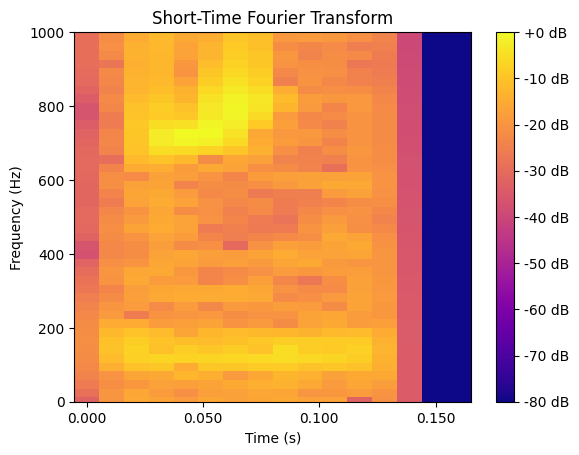 Short-Time Fourier Transform
1000
800
600
400
200
0
Frequency (Hz)
0.000
0.050
0.100
0.150
Time (s)
+0 dB
-10 dB
-20 dB
-30 dB
-40 dB
-50 dB
-60 dB
-70 dB
-80 dB